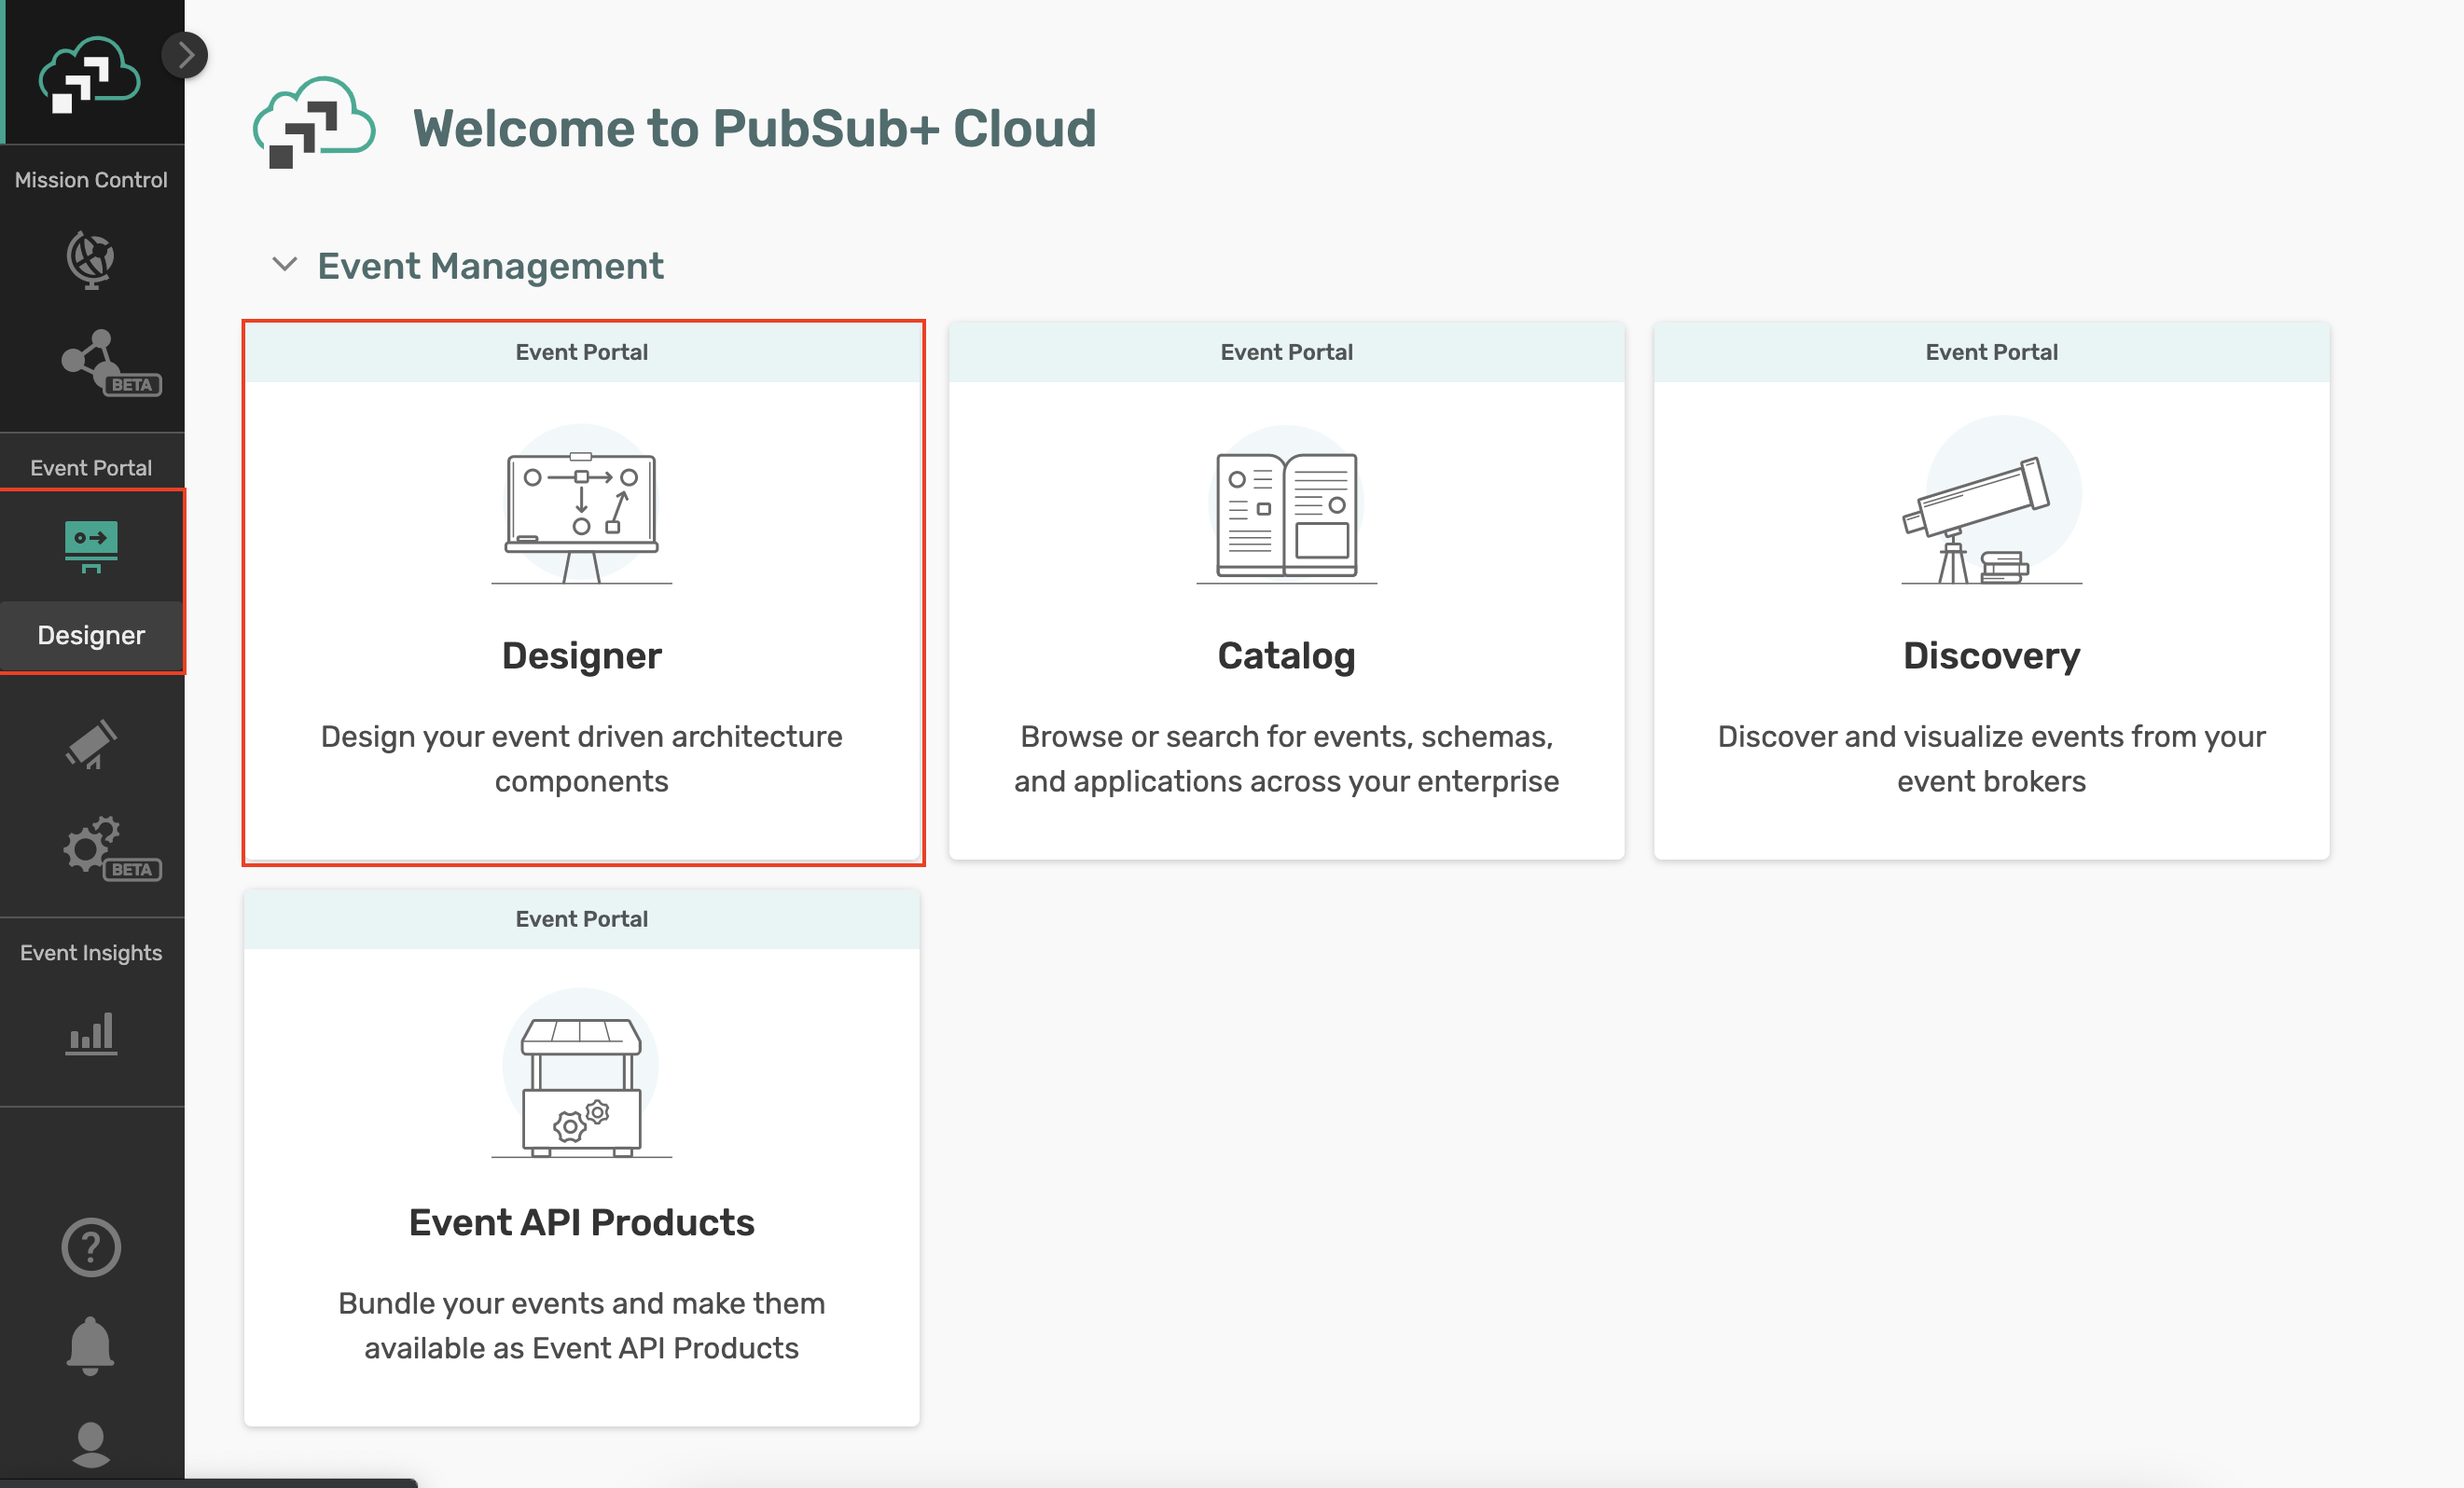 Mission Control
BETA
Event Portal
Designer
BETA
Event Insights
Welcome to PubSub+ Cloud
Event Management
Event Portal
Designer
Design your event driven architecture
components
Event Portal
Catalog
Browse or search for events, schemas,
and applications across your enterprise
Event Portal
Discovery
Discover and visualize events from your
event brokers
Event Portal
Event API Products
Bundle your events and make them
available as Event API Products